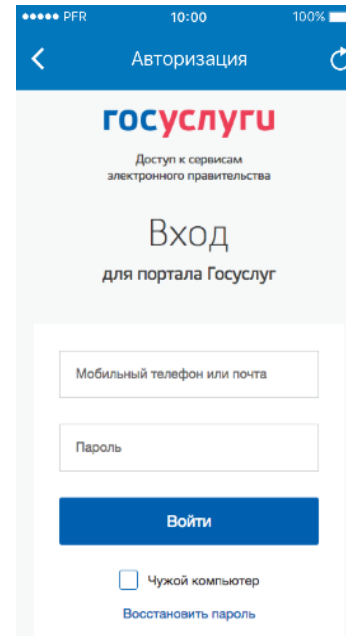 PFR 10:00 100%
Авторизация
госуслуги
Доступ к сервисам
электронного правительства
Вход
для портала Госуслуг
Мобильный телефон или почта
Пароль
Войти
Чужой компьютер
Восстановить пароль